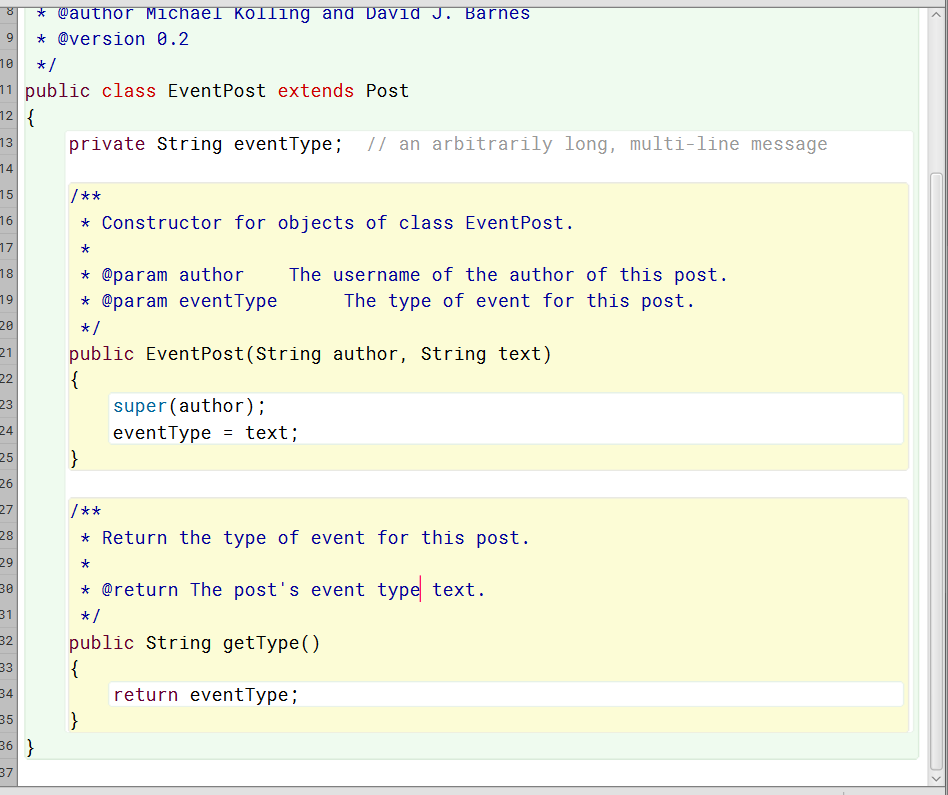 8 * @author Michael Kölling and David J. Barnes
9 * @version 0.2
10 */
11 public class EventPost extends Post
12 {
13 private String eventType; // an arbitrarily long, multi-line message
14
15 /**
16 * Constructor for objects of class EventPost.
17 *
18 * @param author The username of the author of this post.
19 * @param eventType The type of event for this post.
20 */
21 public EventPost(String author, String text)
22 {
23 super(author);
24 eventType = text;
25 }
26
27 /**
28 * Return the type of event for this post.
29 *
30 * @return The post's event type text.
31 */
32 public String getType()
33 {
34 return eventType;
35 }
36 }
37